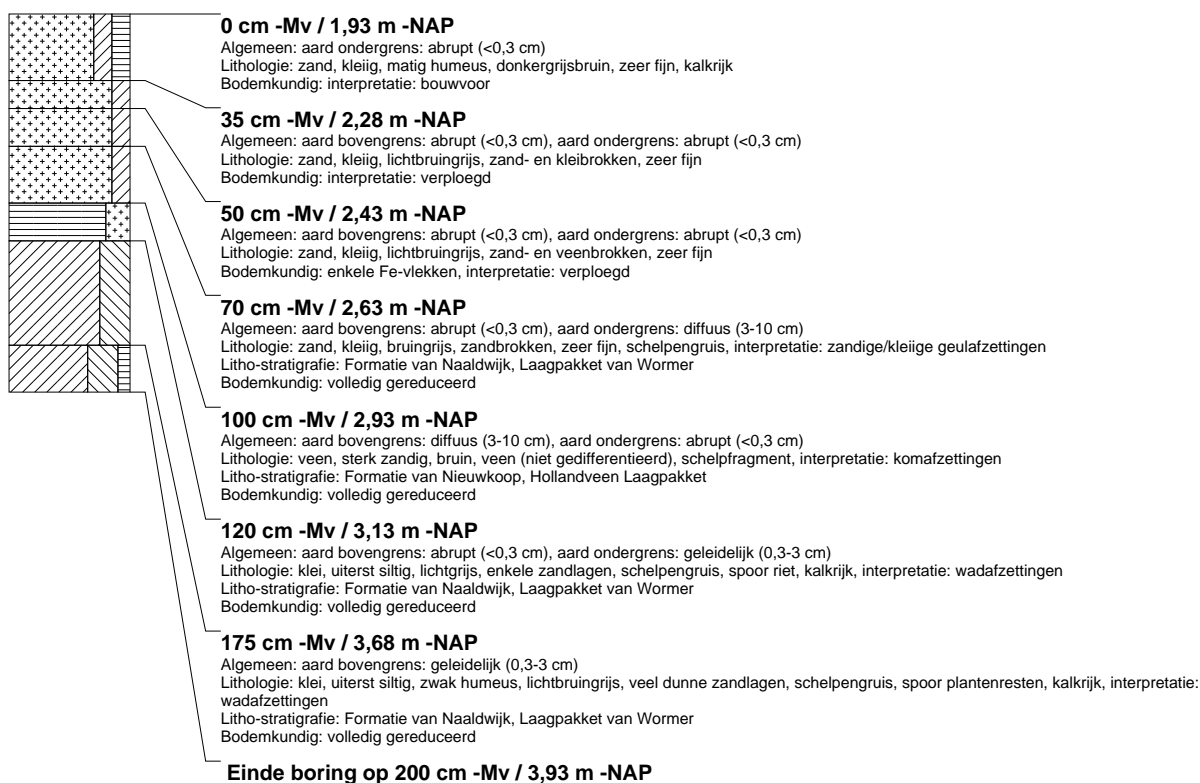 0 cm -Mv / 1,93 m -NAP
Algemeen: aard ondergrens: abrupt (<0,3 cm)
Lithologie: zand, kleiig, matig humeus, donkergrijsbruin, zeer fijn, kalkrijk
Bodemkundig: interpretatie: bouwvoor
35 cm -Mv / 2,28 m -NAP
Algemeen: aard bovengrens: abrupt (<0,3 cm), aard ondergrens: abrupt (<0,3 cm)
Lithologie: zand, kleiig, lichtbruingrijs, zand- en kleibrokken, zeer fijn
Bodemkundig: interpretatie: verploegd
50 cm -Mv / 2,43 m -NAP
Algemeen: aard bovengrens: abrupt (<0,3 cm), aard ondergrens: abrupt (<0,3 cm)
Lithologie: zand, kleiig, lichtbruingrijs, zand- en veenbrokken, zeer fijn
Bodemkundig: enkele Fe-vlekken, interpretatie: verploegd
70 cm -Mv / 2,63 m -NAP
Algemeen: aard bovengrens: abrupt (<0,3 cm), aard ondergrens: diffuus (3-10 cm)
Lithologie: zand, kleiig, bruingrijs, zandbrokken, zeer fijn, schelpengruis, interpretatie: zandige/kleiige geulafzettingen
Litho-stratigrafie: Formatie van Naaldwijk, Laagpakket van Wormer
Bodemkundig: volledig gereduceerd
100 cm -Mv / 2,93 m -NAP
Algemeen: aard bovengrens: diffuus (3-10 cm), aard ondergrens: abrupt (<0,3 cm)
Lithologie: veen, sterk zandig, bruin, veen (niet gedifferentieerd), schelpfragment, interpretatie: komafzettingen
Litho-stratigrafie: Formatie van Nieuwkoop, Hollandveen Laagpakket
Bodemkundig: volledig gereduceerd
120 cm -Mv / 3,13 m -NAP
Algemeen: aard bovengrens: abrupt (<0,3 cm), aard ondergrens: geleidelijk (0,3-3 cm)
Lithologie: klei, uiterst siltig, lichtgrijs, enkele zandlagen, schelpengruis, spoor riet, kalkrijk, interpretatie: wadafzettingen
Litho-stratigrafie: Formatie van Naaldwijk, Laagpakket van Wormer
Bodemkundig: volledig gereduceerd
175 cm -Mv / 3,68 m -NAP
Algemeen: aard bovengrens: geleidelijk (0,3-3 cm)
Lithologie: klei, uiterst siltig, zwak humeus, lichtbruingrijs, veel dunne zandlagen, schelpengruis, spoor plantenresten, kalkrijk, interpretatie:
wadafzettingen
Litho-stratigrafie: Formatie van Naaldwijk, Laagpakket van Wormer
Bodemkundig: volledig gereduceerd
Einde boring op 200 cm -Mv / 3,93 m -NAP